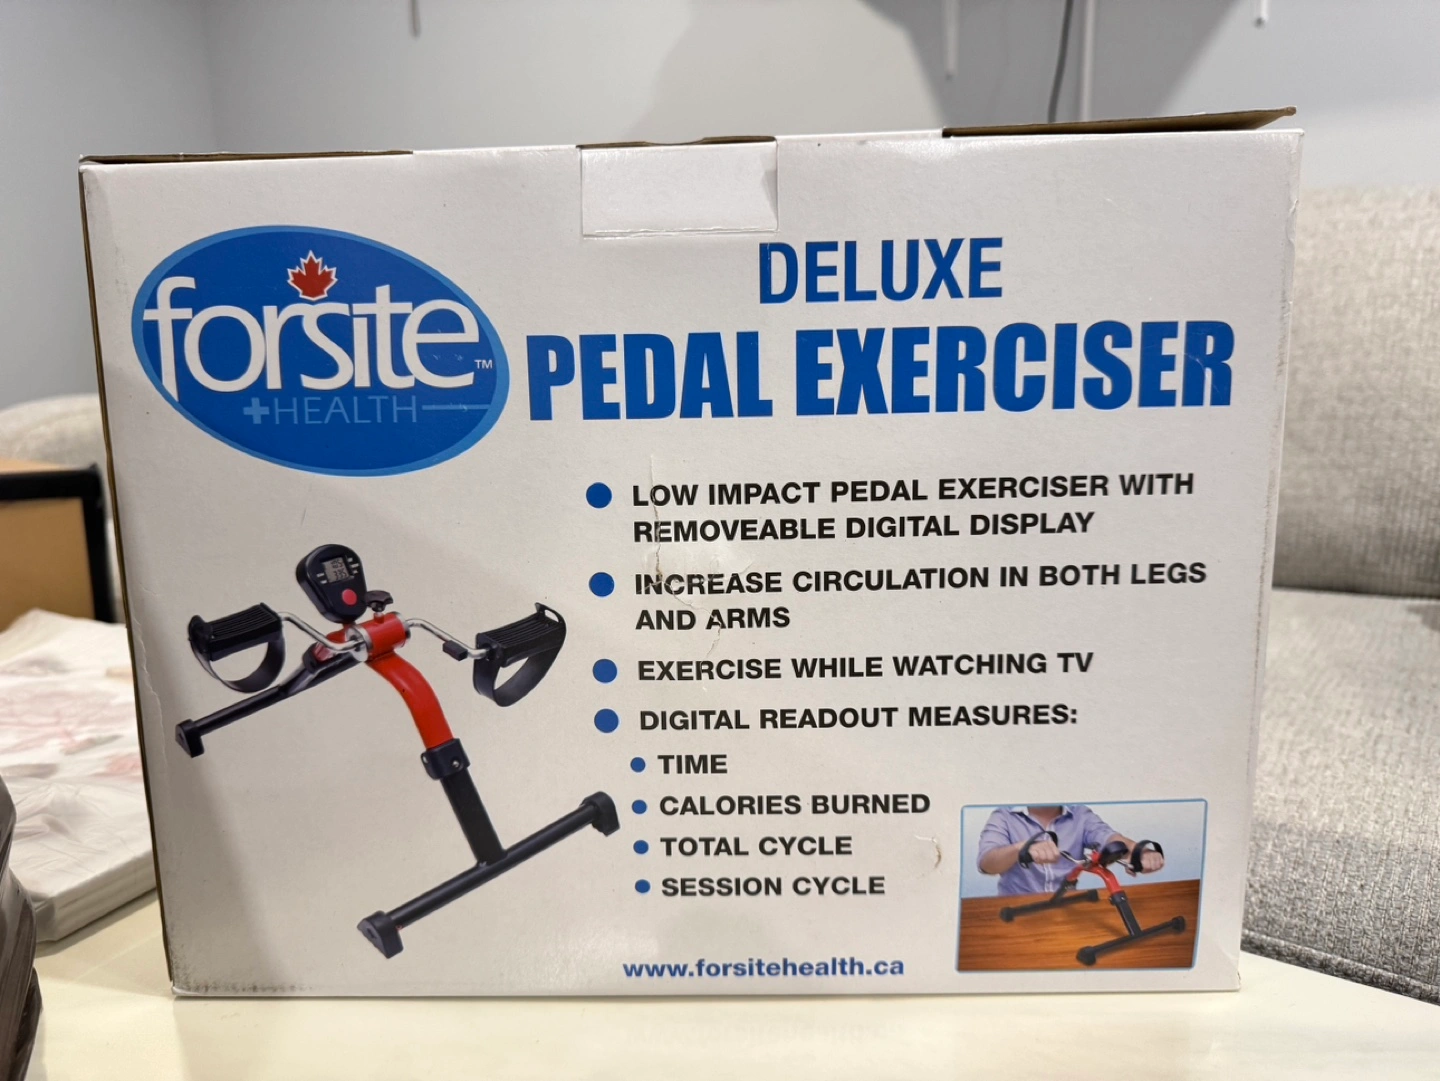 forsite™
+HEALTH
DELUXE
PEDAL EXERCISER
LOW IMPACT PEDAL EXERCISER WITH
REMOVEABLE DIGITAL DISPLAY
INCREASE CIRCULATION IN BOTH LEGS
AND ARMS
EXERCISE WHILE WATCHING TV
DIGITAL READOUT MEASURES:
TIME
CALORIES BURNED
TOTAL CYCLE
SESSION CYCLE
www.forsitehealth.ca